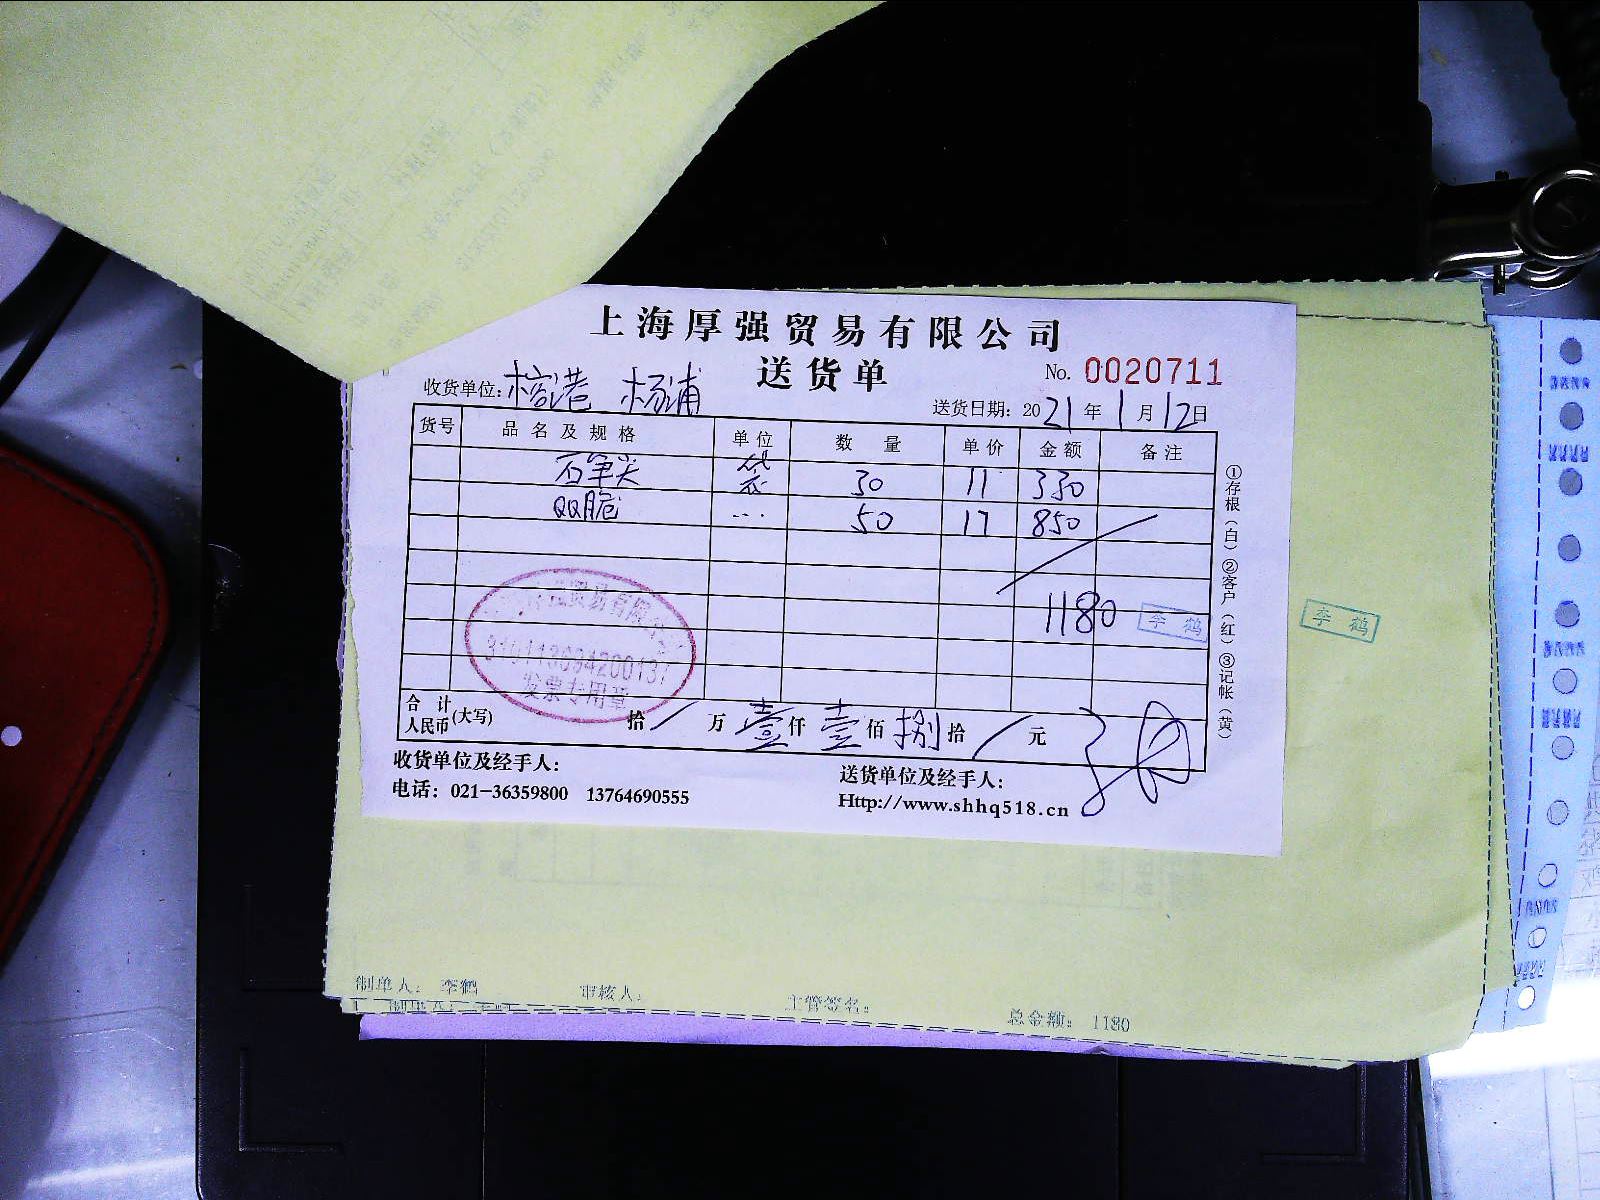 上海厚强贸易有限公司
送货单
No. 0020711
收货单位: 榕港 杨浦
送货日期: 2021年1月12日
货号 品名及规格 单位 数量 单价 金额 备注
石笋尖 袋 30 11 330
QQ脆 … 50 17 850
1180
李鹤
李鹤
贸易有限
发票专用章
合计人民币(大写) 拾/万壹仟壹佰捌拾/元
①存根(白)②客户(红)③记帐(黄)
收货单位及经手人:
送货单位及经手人:
电话: 021-36359800 13764690555
Http://www.shhq518.cn
制单人: 李鹤 审核人: 主管签名: 总金额: 1180